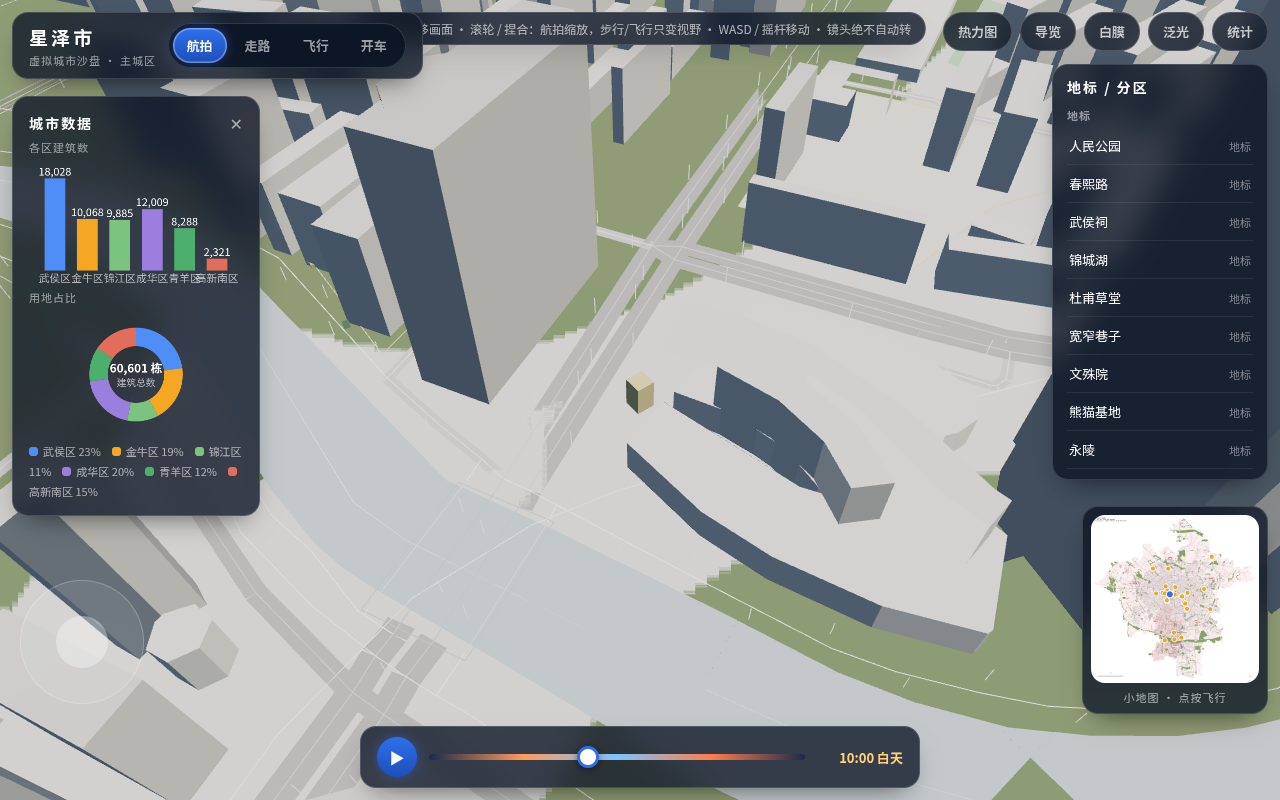 星泽市
虚拟城市沙盘 · 主城区
航拍
走路
飞行
开车
画面 · 滚轮 / 捏合：航拍缩放，步行/飞行只变视野 · WASD / 摇杆移动 · 镜头绝不自动转
热力图
导览
白膜
泛光
统计
城市数据
×
各区建筑数
18,028
10,068
9,885
12,009
8,288
2,321
武侯区
金牛区
锦江区
成华区
青羊区
高新南区
用地占比
60,601 栋
建筑总数
武侯区 23% 金牛区 19% 锦江区
11% 成华区 20% 青羊区 12%
高新南区 15%
地标 / 分区
地标
人民公园 地标
春熙路 地标
武侯祠 地标
锦城湖 地标
杜甫草堂 地标
宽窄巷子 地标
文殊院 地标
熊猫基地 地标
永陵 地标
小地图 · 点按飞行
10:00 白天